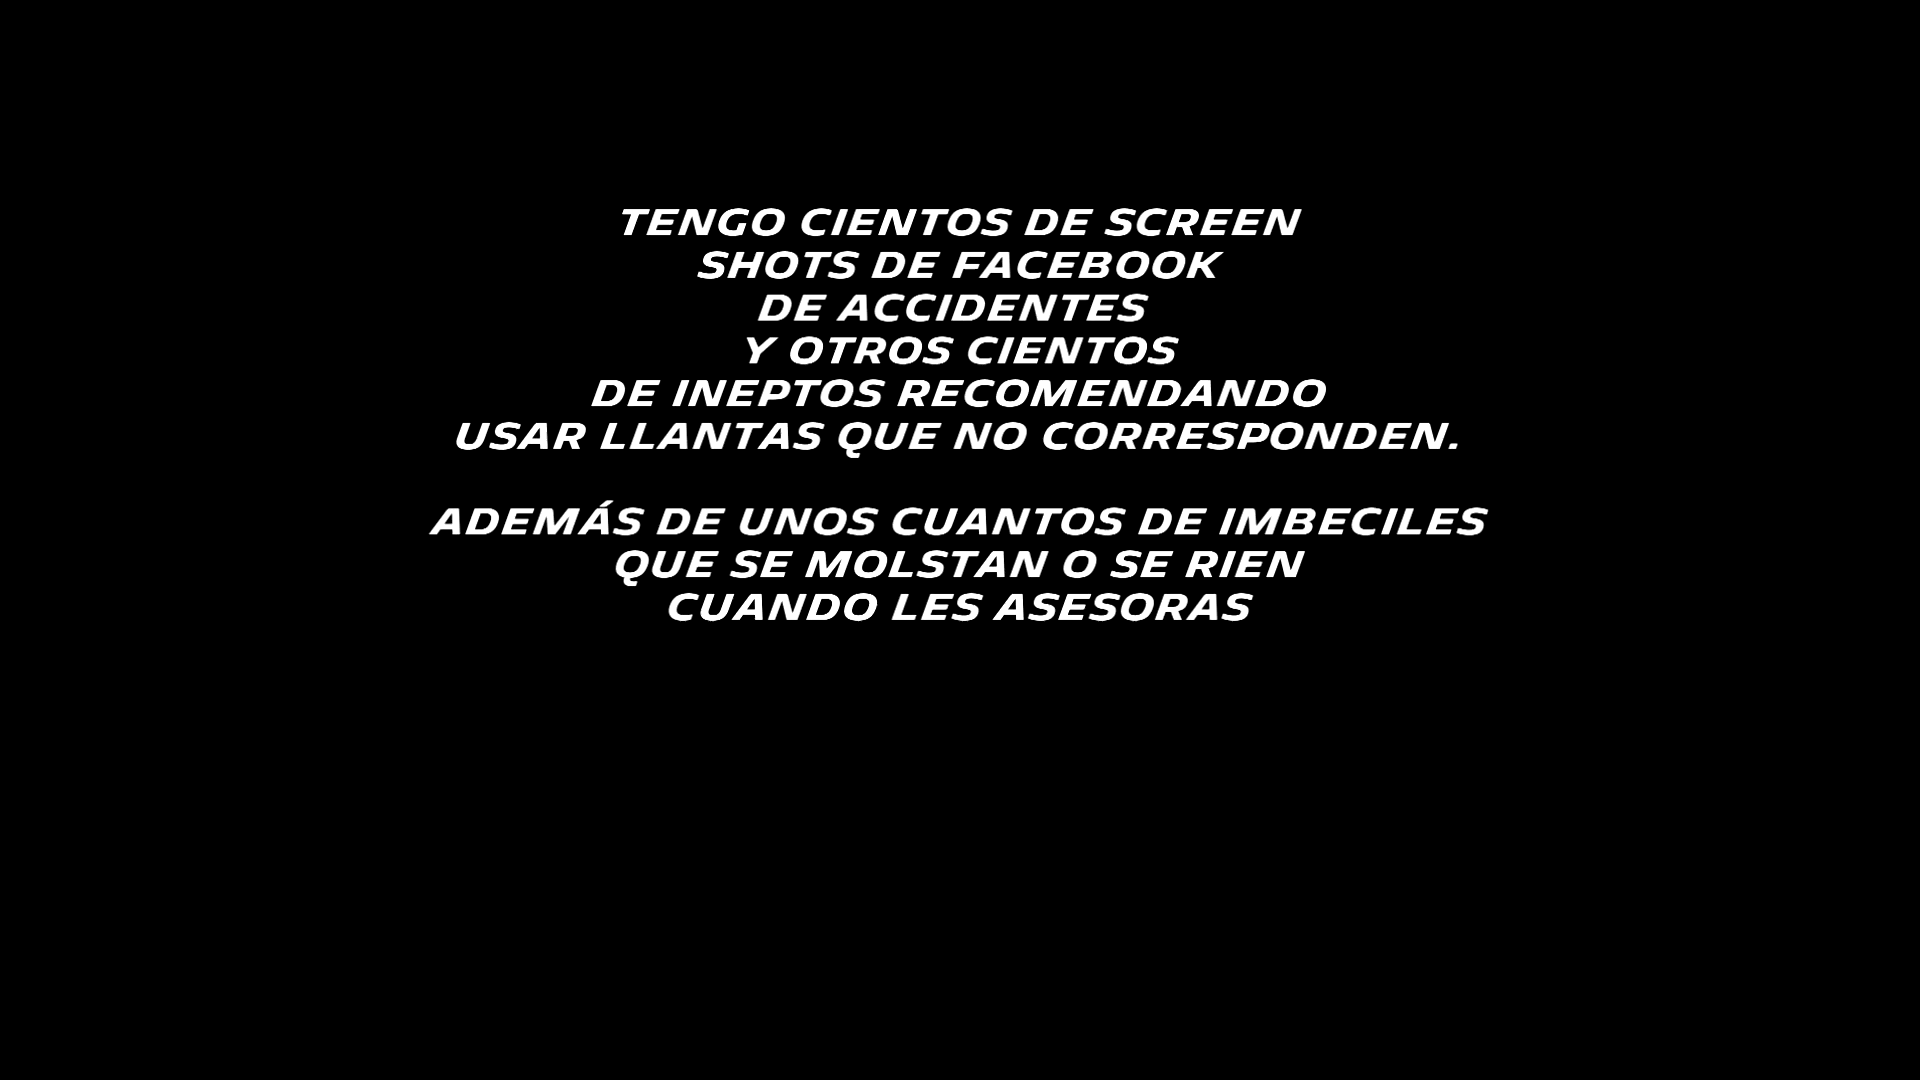 TENGO CIENTOS DE SCREEN
SHOTS DE FACEBOOK
DE ACCIDENTES
Y OTROS CIENTOS
DE INEPTOS RECOMENDANDO
USAR LLANTAS QUE NO CORRESPONDEN.
ADEMÁS DE UNOS CUANTOS DE IMBECILES
QUE SE MOLSTAN O SE RIEN
CUANDO LES ASESORAS